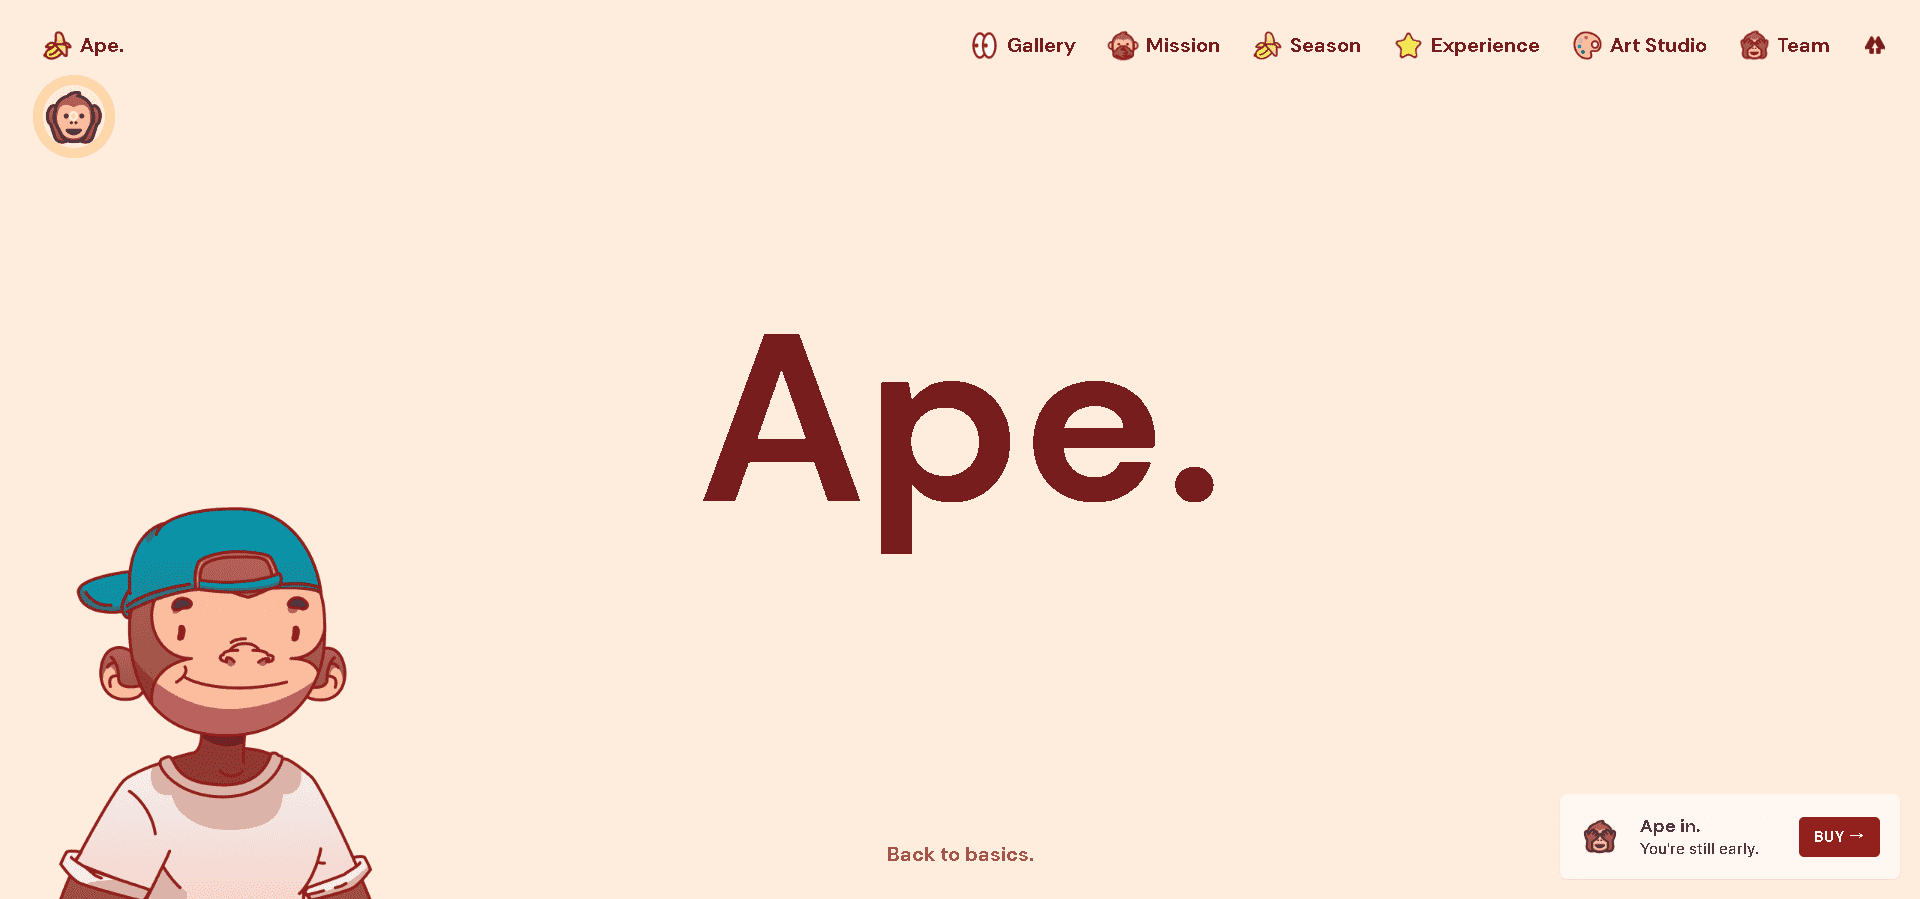 Ape.
Gallery
Mission
Season
Experience
Art Studio
Team
Ape.
Back to basics.
Ape in.
You're still early.
BUY →